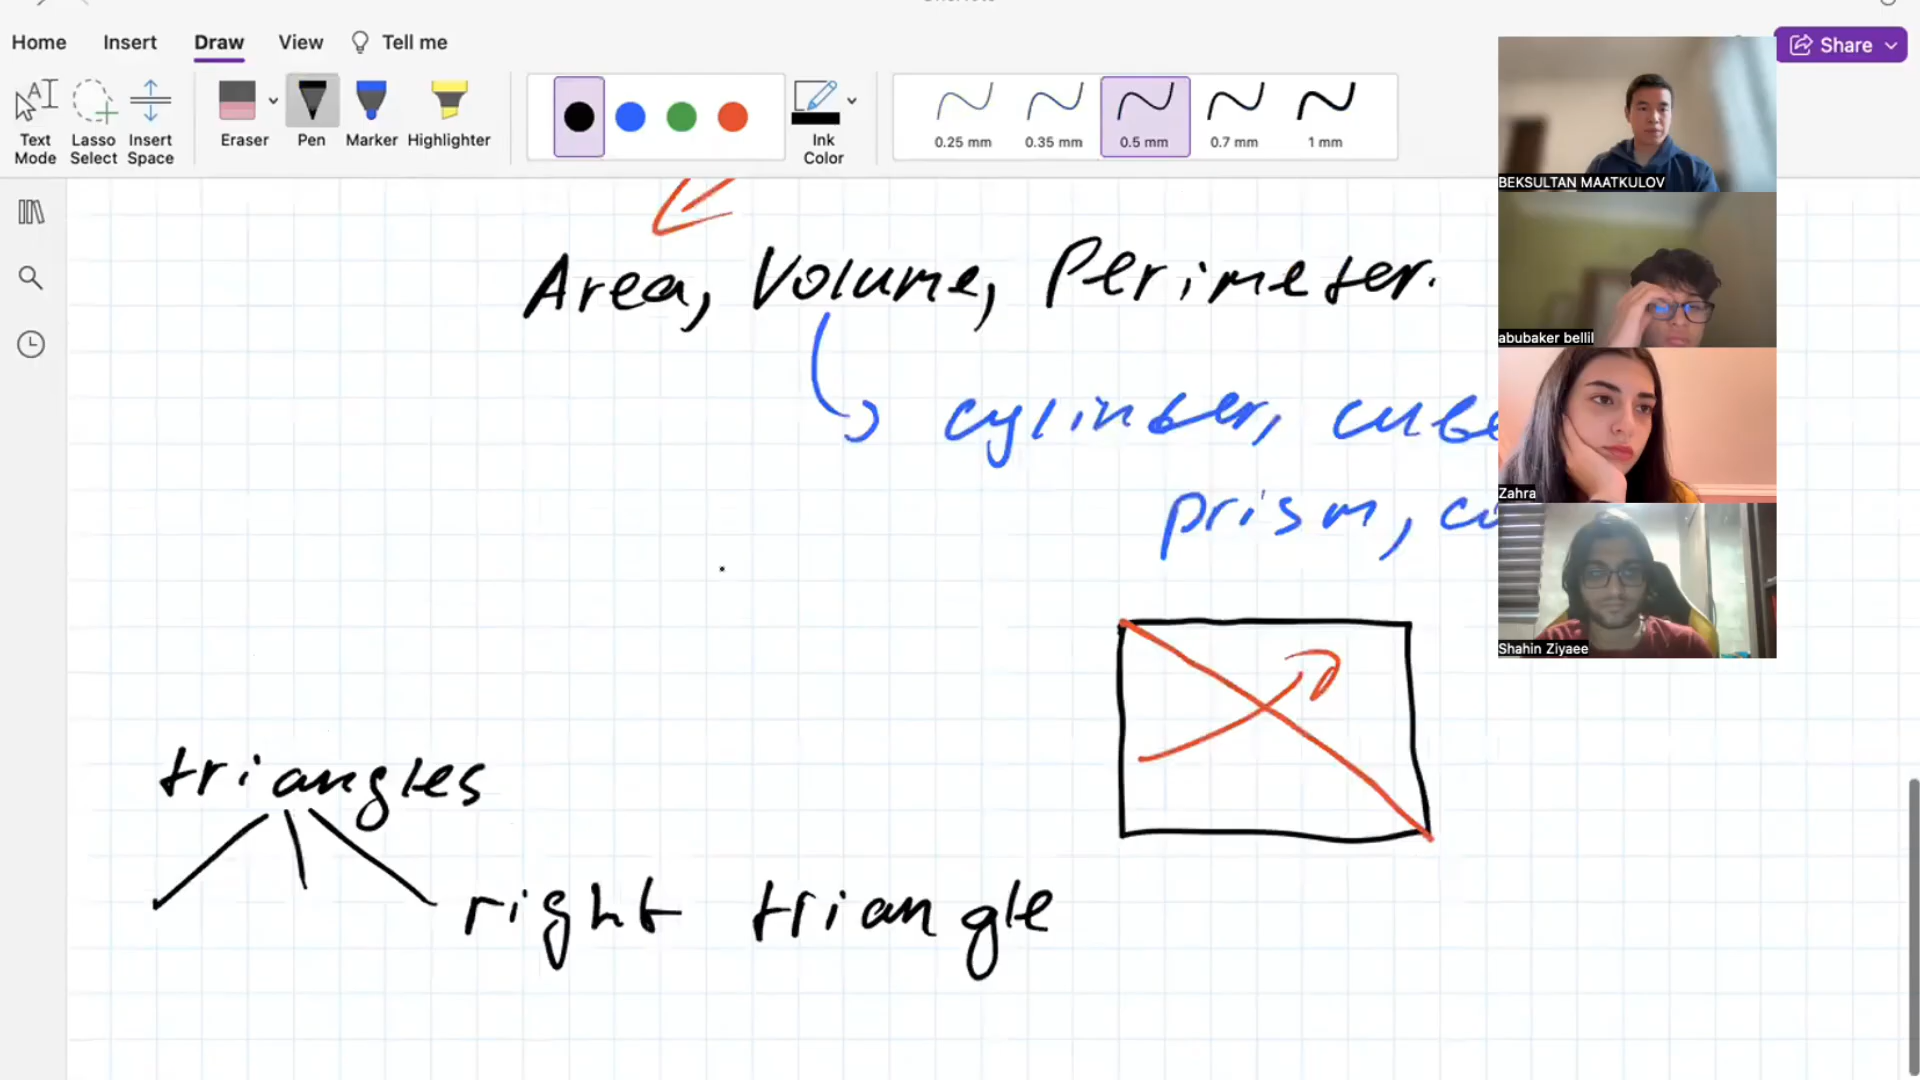 Home Insert Draw View Tell me
Share
Text Mode
Lasso Select
Insert Space
Eraser
Pen
Marker
Highlighter
Ink Color
0.25 mm
0.35 mm
0.5 mm
0.7 mm
1 mm
BEKSULTAN MAATKULOV
abubaker bellil
Zahra
Shahin Ziyaee
Area, Volume, Perimeter.
cylinder, cube
prism, co
triangles
right triangle